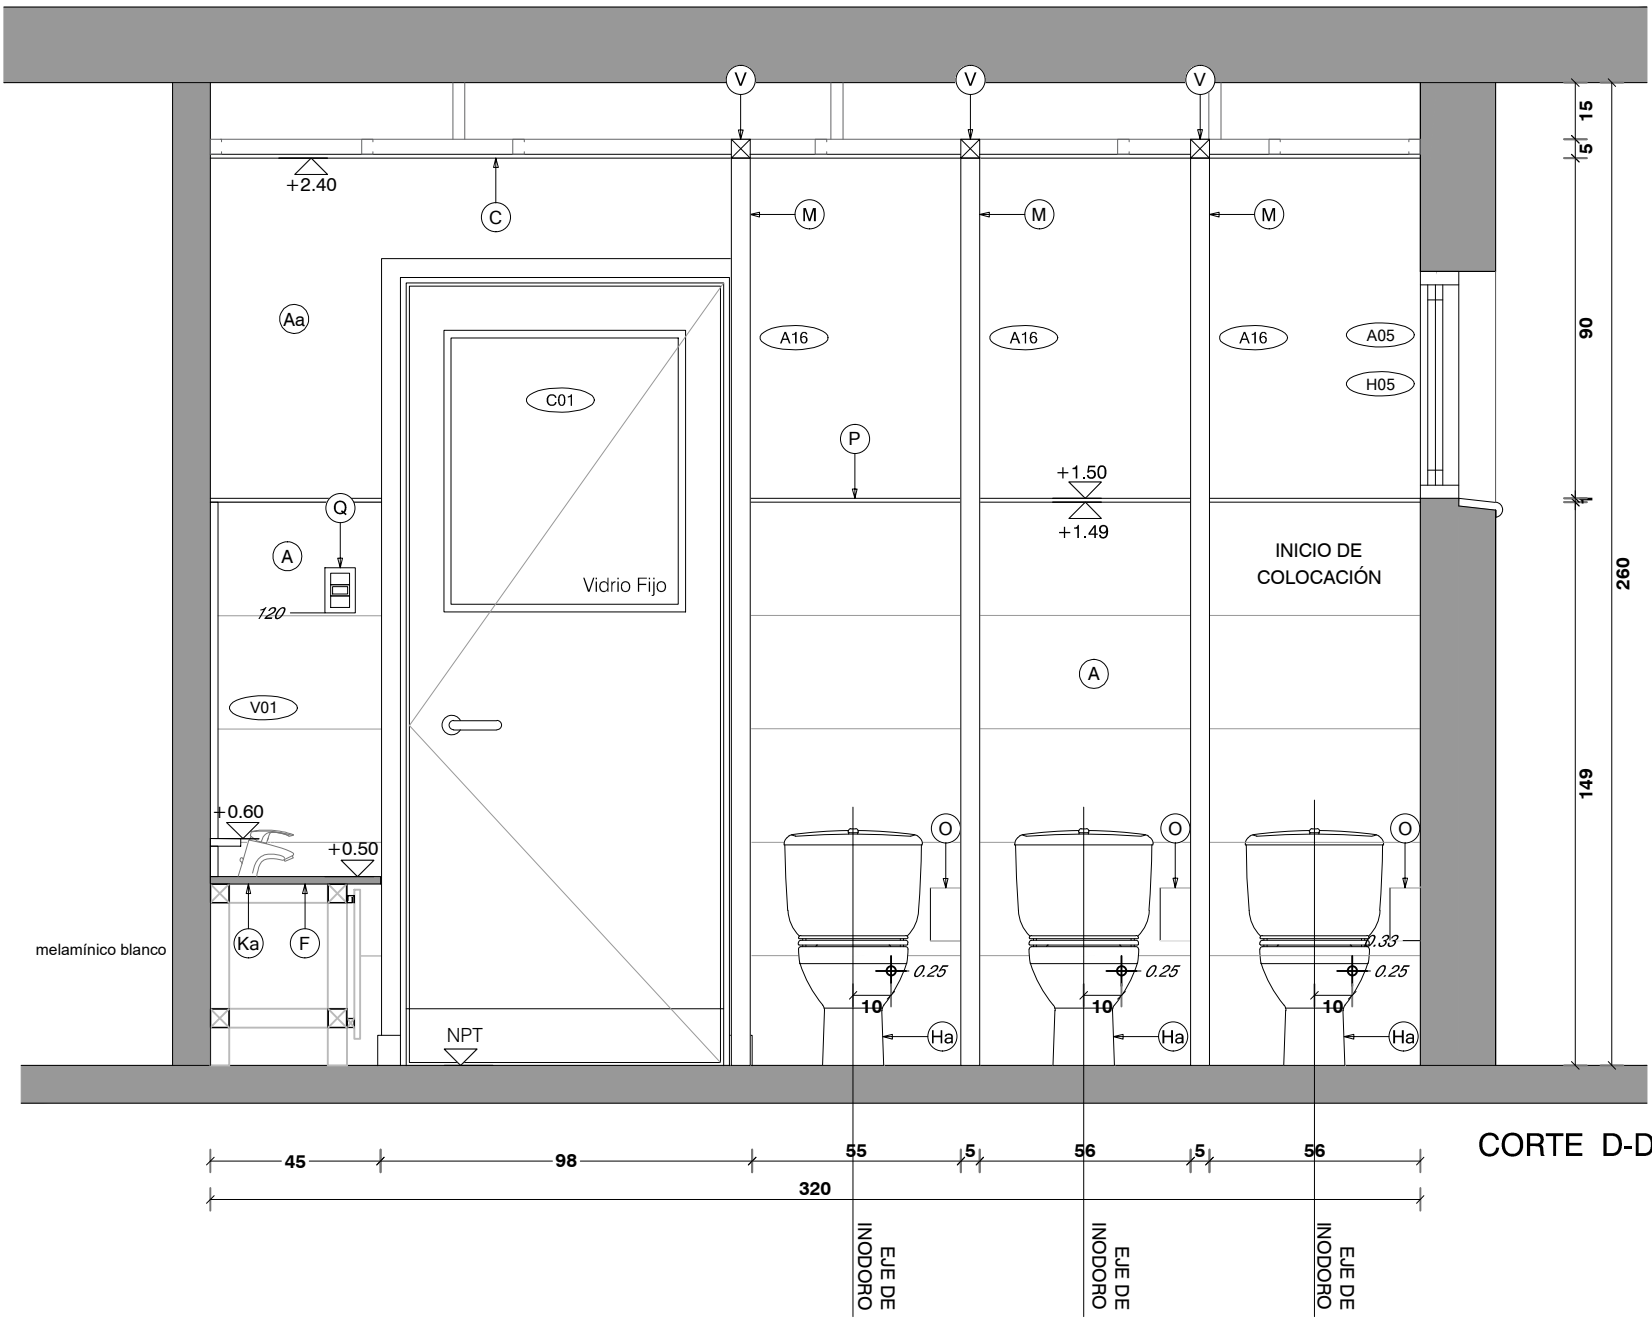 V
V
V
15
5
+2.40
C
M
M
M
Aa
A16
A16
A16
A05
90
C01
H05
P
+1.50
1
Q
+1.49
A
INICIO DE
COLOCACIÓN
Vidrio Fijo
260
120
A
V01
149
+0.60
O
O
O
+0.50
Ka
F
0.33
melamínico blanco
0.25
0.25
0.25
10
10
10
NPT
Ha
Ha
Ha
CORTE D-D
45
98
55
5
56
5
56
320
EJE DE
INODORO
EJE DE
INODORO
EJE DE
INODORO